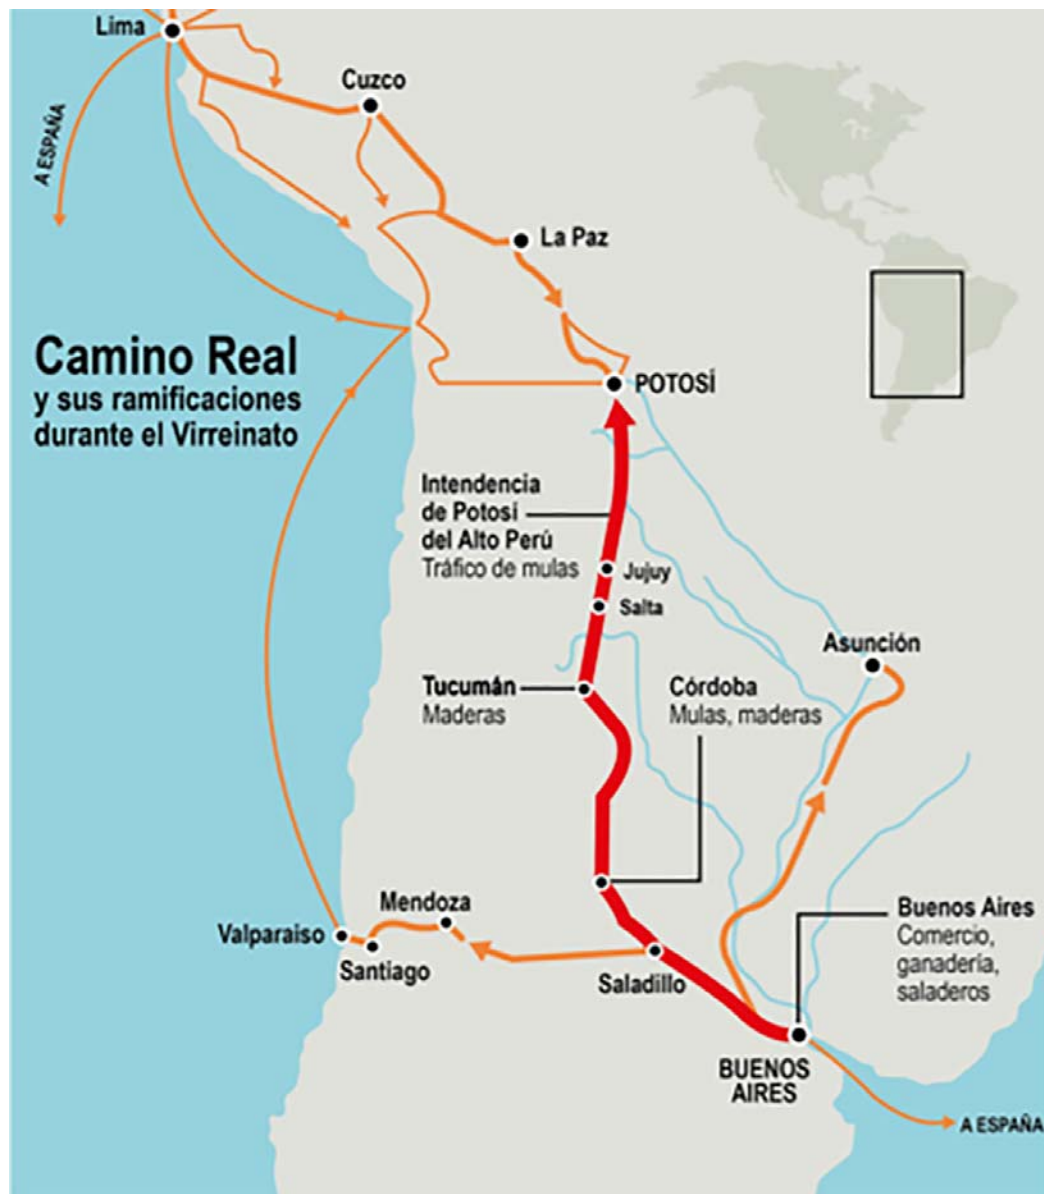 Lima
Cuzco
A ESPAÑA
La Paz
Camino Real
y sus ramificaciones
durante el Virreinato
POTOSÍ
Intendencia
de Potosi
del Alto Perú
Tráfico de mulas
Jujuy
Salta
Asunción
Tucumán
Maderas
Córdoba
Mulas, maderas
Mendoza
Valparaiso
Santiago
Saladillo
Buenos Aires
Comercio,
ganadería,
saladeros
BUENOS
AIRES
A ESPAÑA